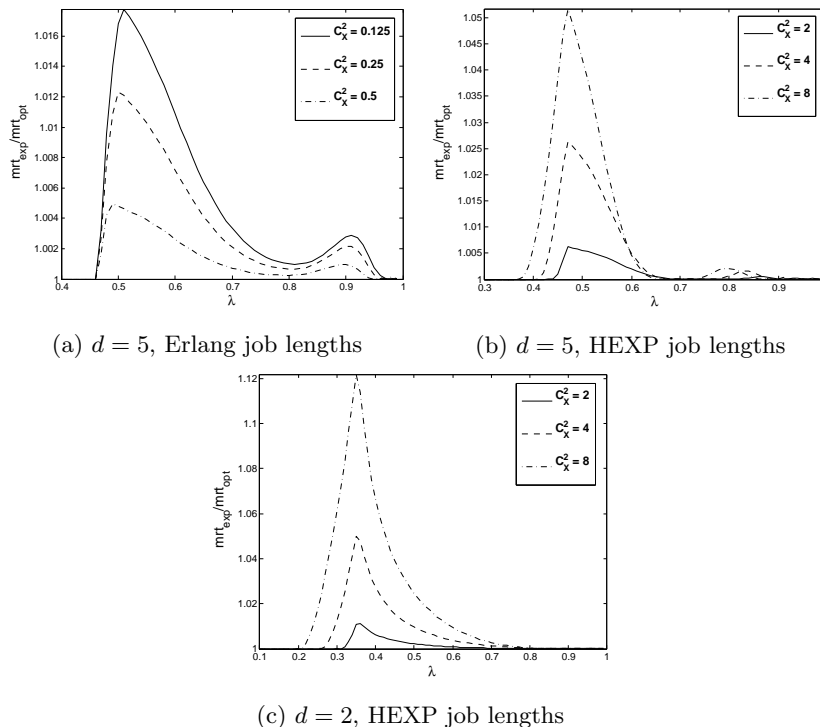 1.016
1.014
1.012
1.01
1.008
1.006
1.004
1.002
0.4 0.5 0.6 0.7 0.8 0.9 1
λ
mrt_exp/mrt_opt
C_X^2 = 0.125
C_X^2 = 0.25
C_X^2 = 0.5
(a) d = 5, Erlang job lengths
1.05
1.045
1.04
1.035
1.03
1.025
1.02
1.015
1.01
1.005
0.3 0.4 0.5 0.6 0.7 0.8 0.9
λ
mrt_exp/mrt_opt
C_X^2 = 2
C_X^2 = 4
C_X^2 = 8
(b) d = 5, HEXP job lengths
1.12
1.1
1.08
1.06
1.04
1.02
1
0.1 0.2 0.3 0.4 0.5 0.6 0.7 0.8 0.9 1
λ
mrt_exp/mrt_opt
C_X^2 = 2
C_X^2 = 4
C_X^2 = 8
(c) d = 2, HEXP job lengths